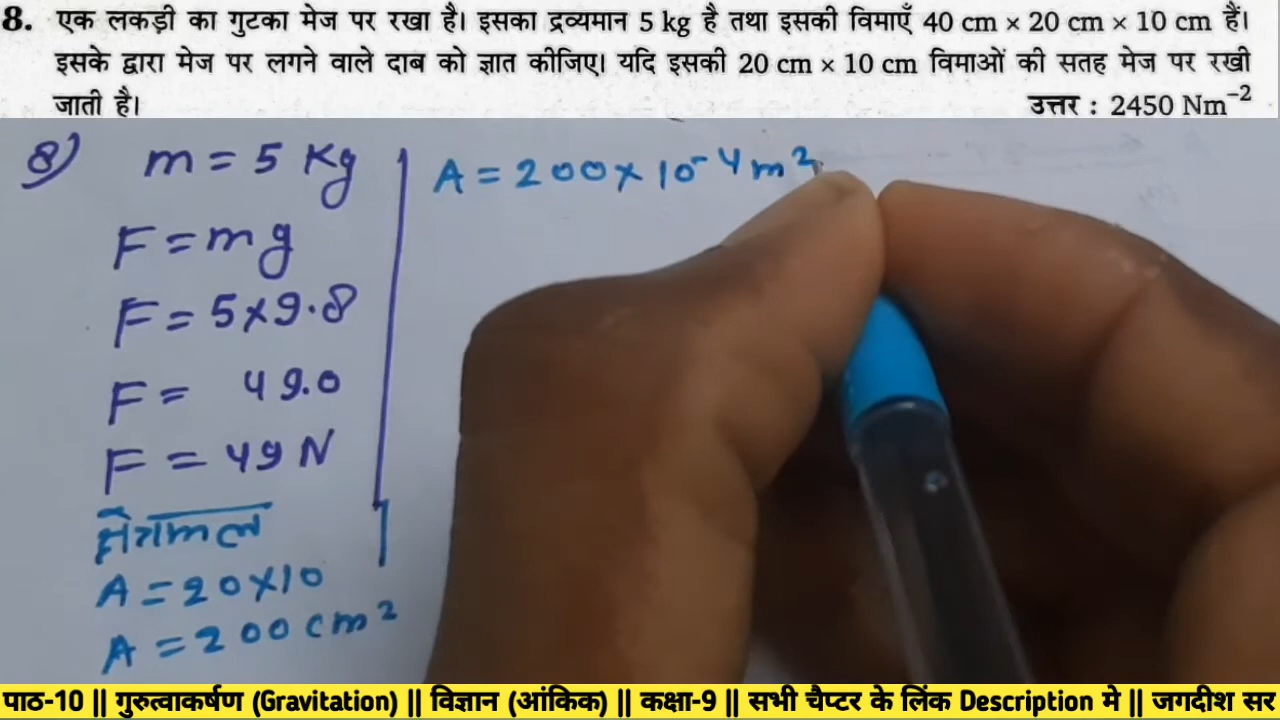 8. एक लकड़ी का गुटका मेज पर रखा है। इसका द्रव्यमान 5 kg है तथा इसकी विमाएँ 40 cm × 20 cm × 10 cm हैं।
इसके द्वारा मेज पर लगने वाले दाब को ज्ञात कीजिए। यदि इसकी 20 cm × 10 cm विमाओं की सतह मेज पर रखी
जाती है। उत्तर : 2450 Nm⁻²
8) m = 5 Kg
F = mg
F = 5×9.8
F = 49.0
F = 49 N
क्षेत्रफल
A = 20×10
A = 200 cm²
A = 200×10⁻⁴ m²
पाठ-10 || गुरुत्वाकर्षण (Gravitation) || विज्ञान (आंकिक) || कक्षा-9 || सभी चैप्टर के लिंक Description मे || जगदीश सर